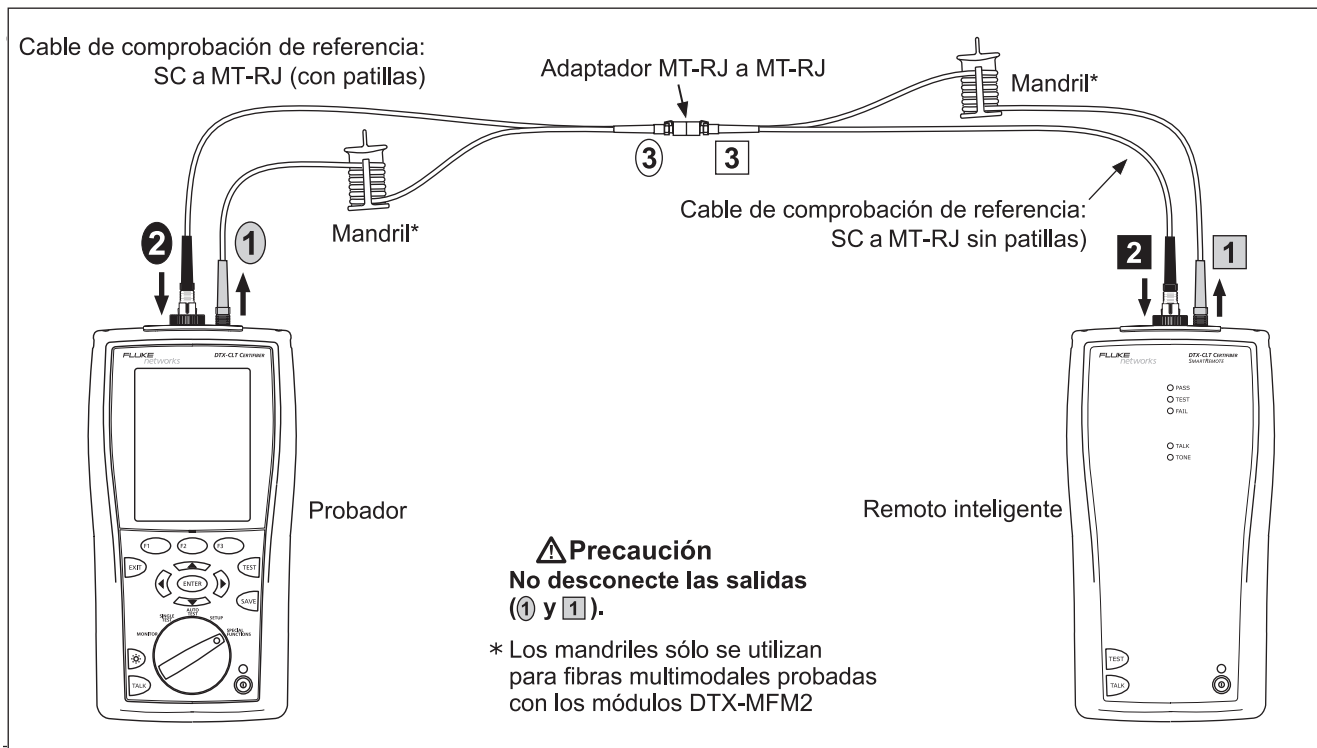 Cable de comprobación de referencia:
SC a MT-RJ (con patillas)
Adaptador MT-RJ a MT-RJ
Mandril*
3
3
Mandril*
Cable de comprobación de referencia:
SC a MT-RJ sin patillas)
2
1
2
1
FLUKE
networks
DTX-CLT CERTIFIBER
FLUKE
networks
DTX-CLT CERTIFIBER
SMARTREMOTE
PASS
TEST
FAIL
TALK
TONE
Probador
Remoto inteligente
F1
F2
F3
EXIT
TEST
ENTER
SAVE
MONITOR
SINGLE
TEST
AUTO
TEST
SETUP
SPECIAL
FUNCTIONS
TALK
Precaución
No desconecte las salidas
(1 y 1).
* Los mandriles sólo se utilizan
para fibras multimodales probadas
con los módulos DTX-MFM2
TEST
TALK